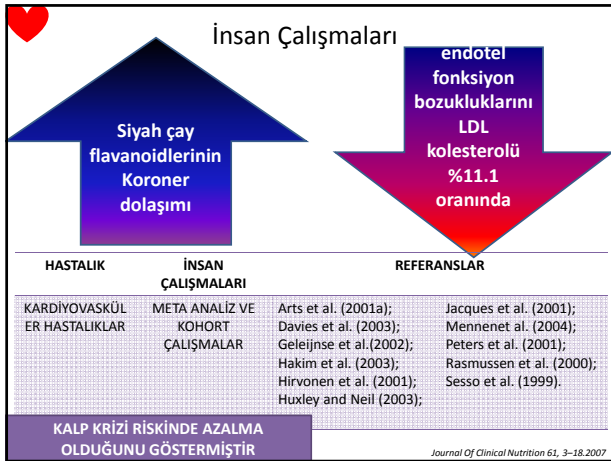 İnsan Çalışmaları
Siyah çay
flavanoidlerinin
Koroner
dolaşımı
endotel
fonksiyon
bozukluklarını
LDL
kolesterolü
%11.1
oranında
HASTALIK
İNSAN
ÇALIŞMALARI
REFERANSLAR
KARDİYOVASKÜL
ER HASTALIKLAR
META ANALİZ VE
KOHORT
ÇALIŞMALAR
Arts et al. (2001a);
Davies et al. (2003);
Geleijnse et al.(2002);
Hakim et al. (2003);
Hirvonen et al. (2001);
Huxley and Neil (2003);
Jacques et al. (2001);
Mennenet al. (2004);
Peters et al. (2001);
Rasmussen et al. (2000);
Sesso et al. (1999).
KALP KRİZİ RİSKİNDE AZALMA
OLDUĞUNU GÖSTERMİŞTİR
Journal Of Clinical Nutrition 61, 3–18.2007